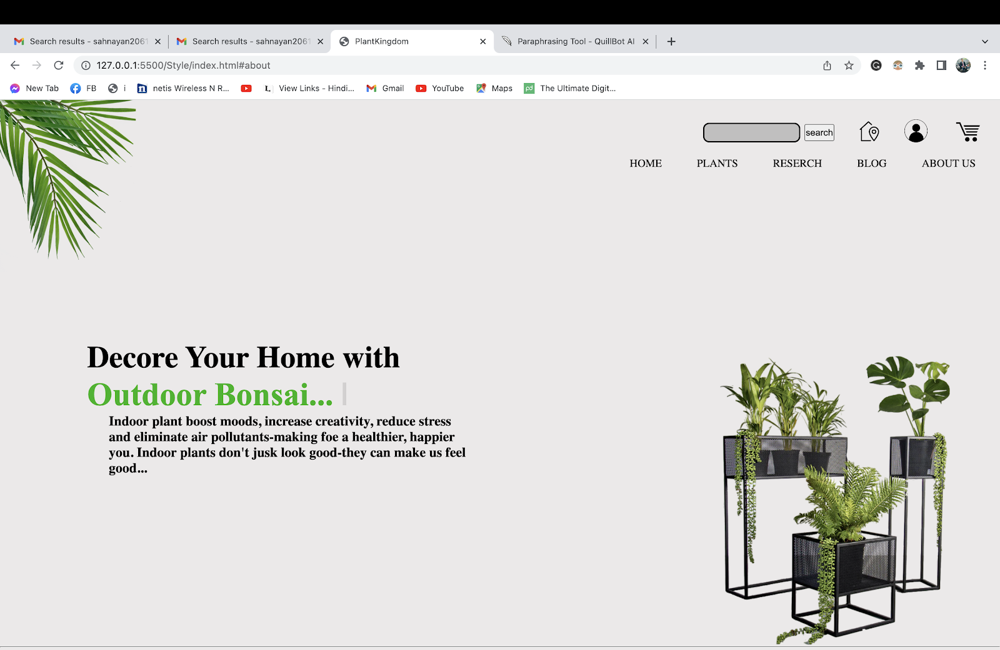 Search results - sahnayan2061
Search results - sahnayan2061
PlantKingdom
Paraphrasing Tool - QuillBot AI
127.0.0.1:5500/Style/index.html#about
New Tab
FB
i
netis Wireless N R...
View Links - Hindi...
Gmail
YouTube
Maps
The Ultimate Digit...
search
HOME
PLANTS
RESERCH
BLOG
ABOUT US
Decore Your Home with
Outdoor Bonsai...
Indoor plant boost moods, increase creativity, reduce stress
and eliminate air pollutants-making foe a healthier, happier
you. Indoor plants don't jusk look good-they can make us feel
good...